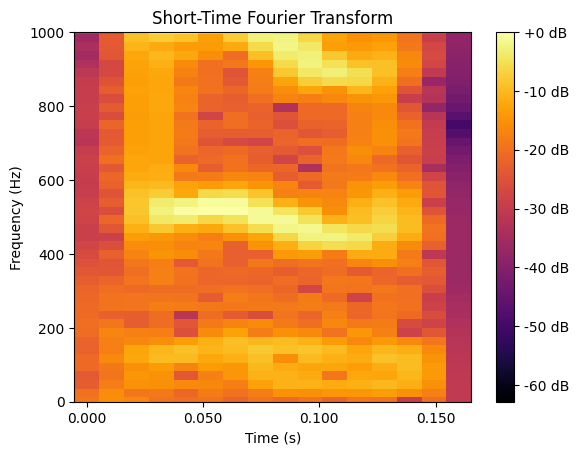 Short-Time Fourier Transform
Frequency (Hz)
1000
800
600
400
200
0
0.000
0.050
0.100
0.150
Time (s)
+0 dB
-10 dB
-20 dB
-30 dB
-40 dB
-50 dB
-60 dB